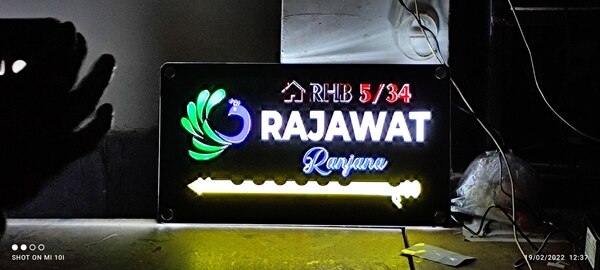 RHB 5/34
RAJAWAT
Ranjana
SHOT ON MI 10I
19/02/2022 12:37